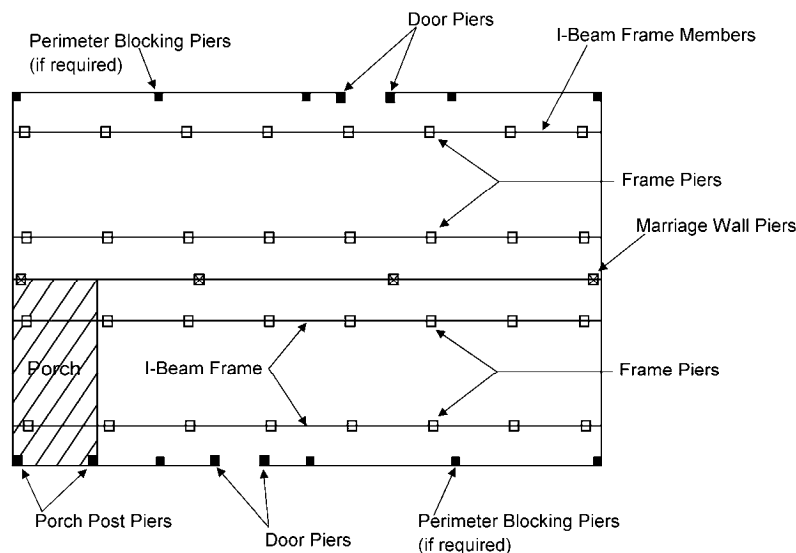 Door Piers
I-Beam Frame Members
Perimeter Blocking Piers
(if required)
Frame Piers
Marriage Wall Piers
Porch
I-Beam Frame
Frame Piers
Porch Post Piers
Door Piers
Perimeter Blocking Piers
(if required)